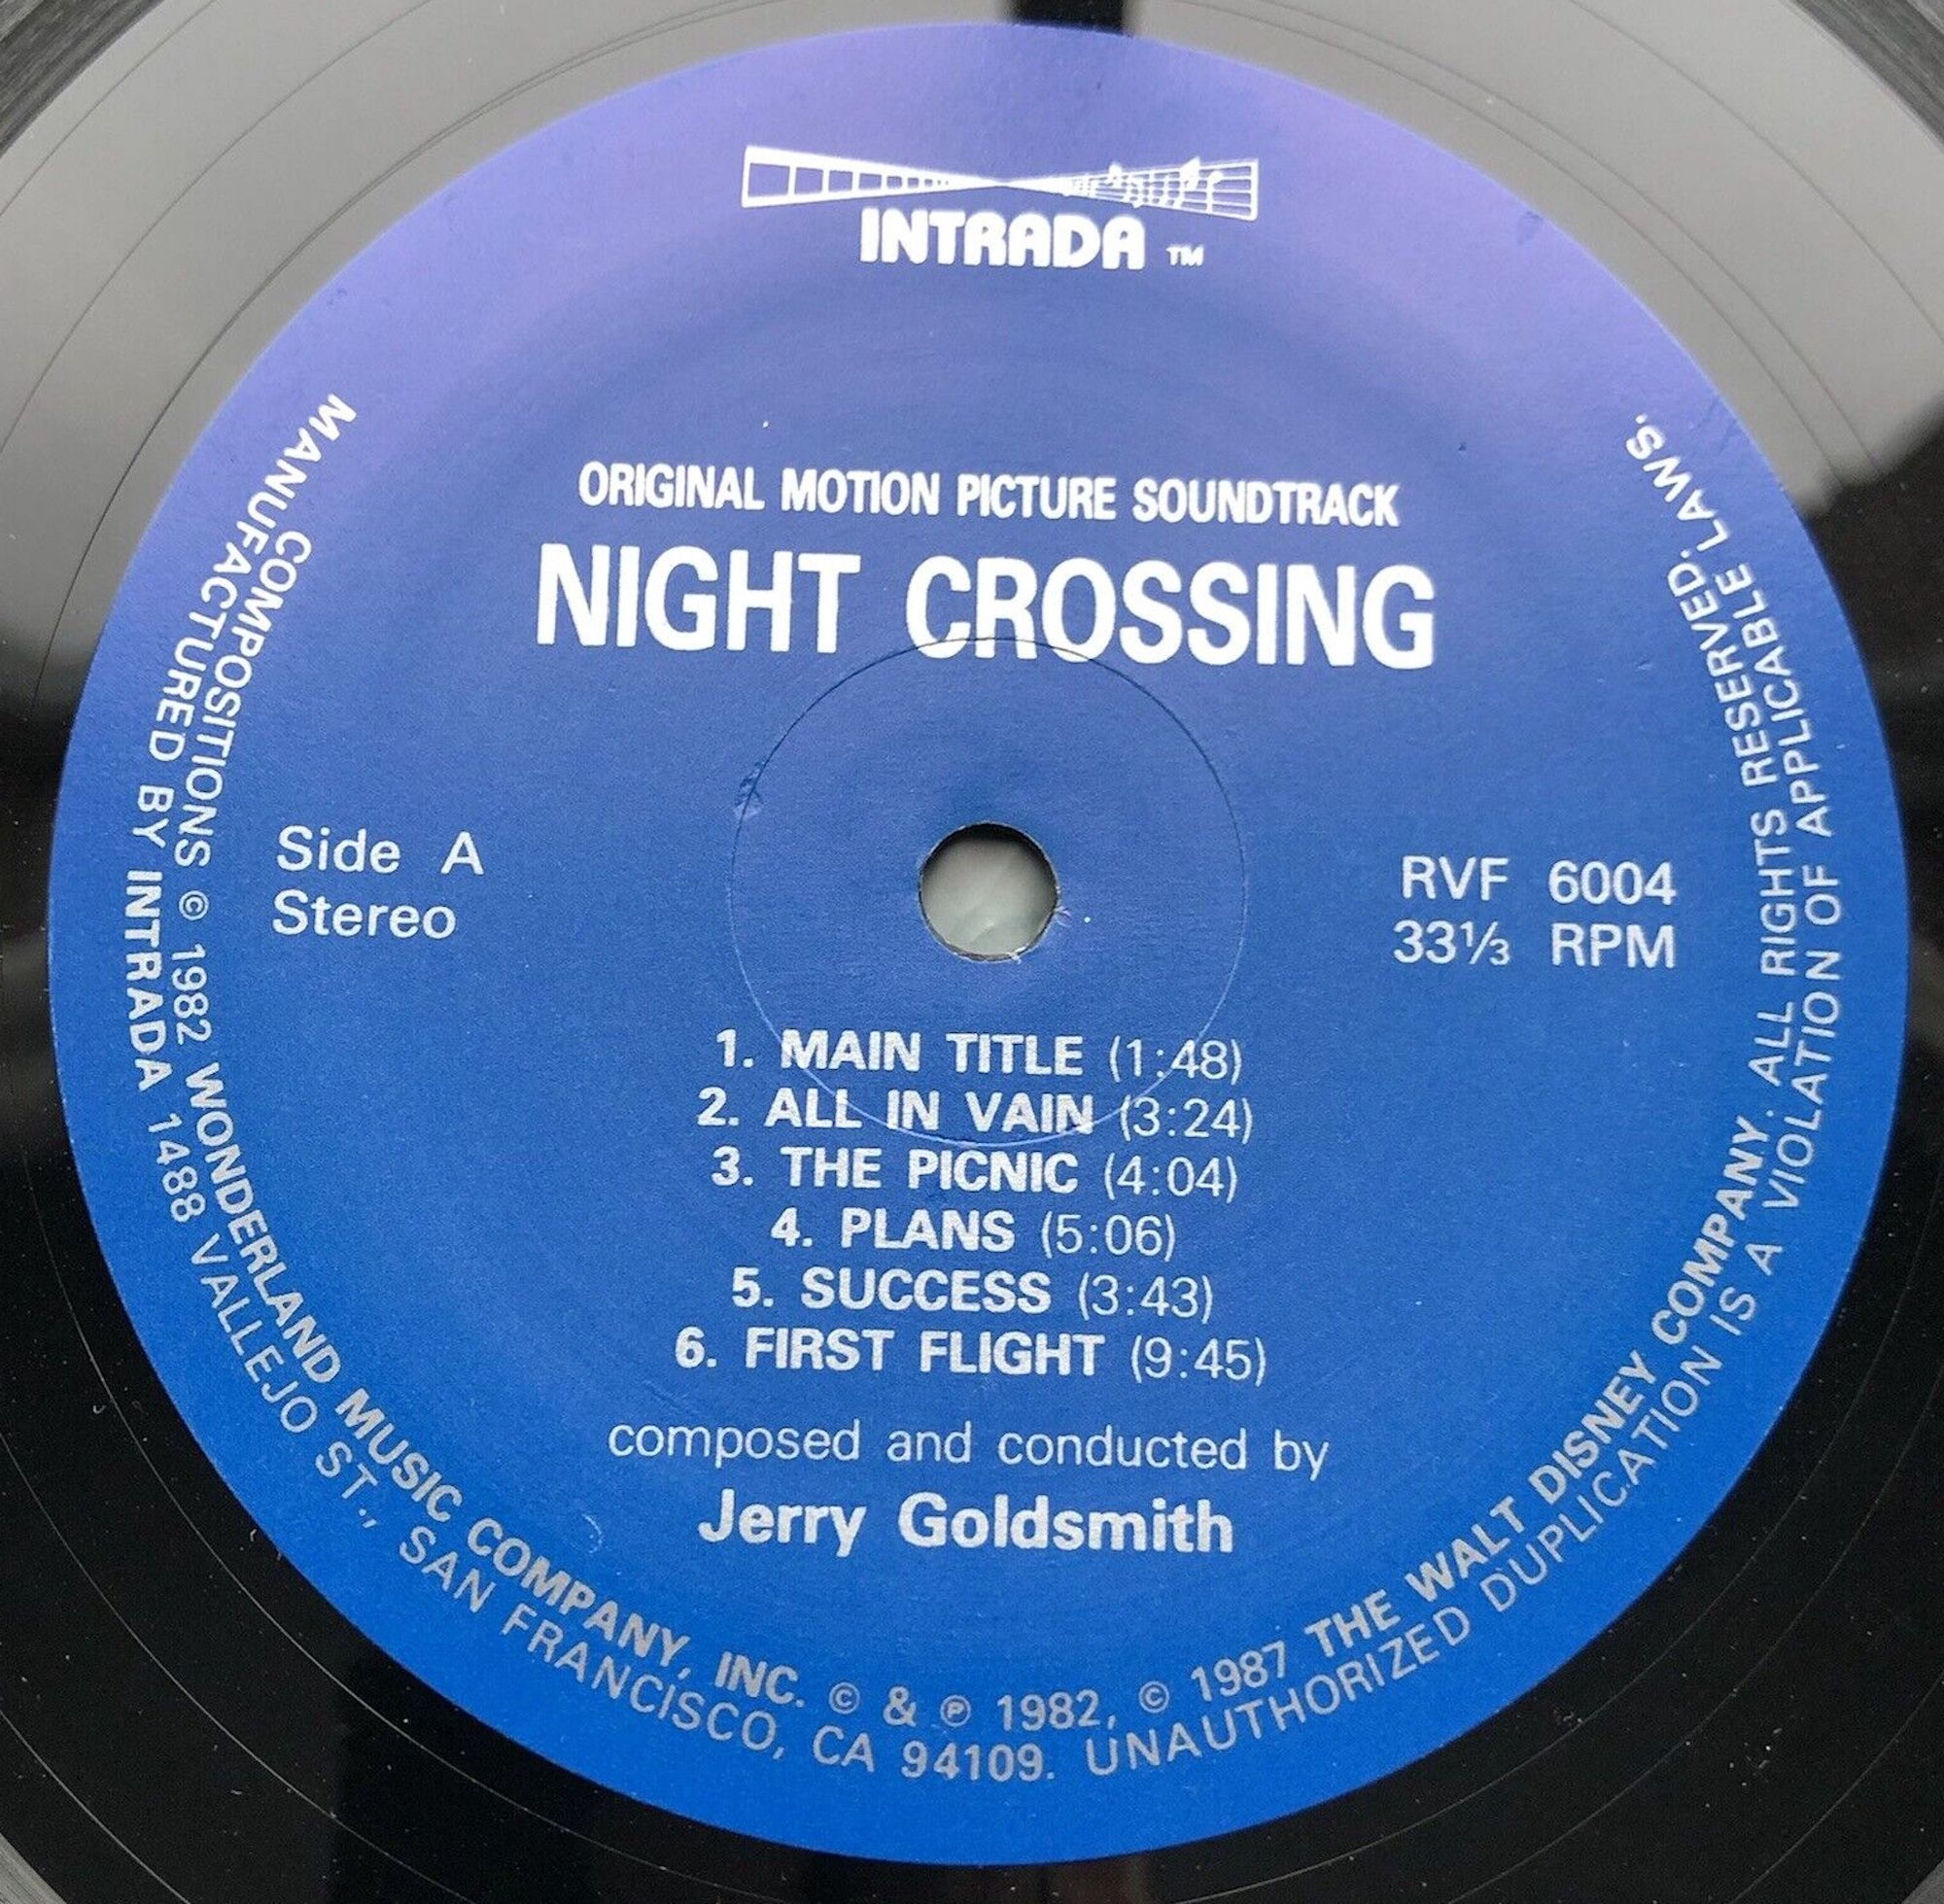 INTRADA TM
ORIGINAL MOTION PICTURE SOUNDTRACK
NIGHT CROSSING
Side A
Stereo
RVF 6004
33⅓ RPM
1. MAIN TITLE (1:48)
2. ALL IN VAIN (3:24)
3. THE PICNIC (4:04)
4. PLANS (5:06)
5. SUCCESS (3:43)
6. FIRST FLIGHT (9:45)
composed and conducted by
Jerry Goldsmith
COMPOSITIONS © 1982 WONDERLAND MUSIC COMPANY, INC. © & ℗ 1982, © 1987 THE WALT DISNEY COMPANY. ALL RIGHTS RESERVED.
MANUFACTURED BY INTRADA 1488 VALLEJO ST., SAN FRANCISCO, CA 94109. UNAUTHORIZED DUPLICATION IS A VIOLATION OF APPLICABLE LAWS.